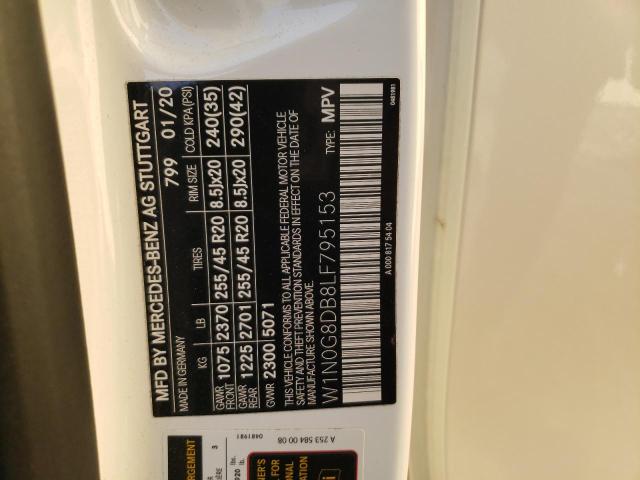 MFD BY MERCEDES-BENZ AG STUTTGART
MADE IN GERMANY 799 01/20
KG LB TIRES RIM SIZE COLD KPA(PSI)
GAWR FRONT 1075 2370 255/45 R20 8.5Jx20 240(35)
GAWR REAR 1225 2701 255/45 R20 8.5Jx20 290(42)
GVWR 2300 5071
THIS VEHICLE CONFORMS TO ALL APPLICABLE FEDERAL MOTOR VEHICLE
SAFETY AND THEFT PREVENTION STANDARDS IN EFFECT ON THE DATE OF
MANUFACTURE SHOWN ABOVE.
W1N0G8DB8LF795153 TYPE: MPV
A 000 817 54 04 0481981
3
0481981
A 253 584 00 08